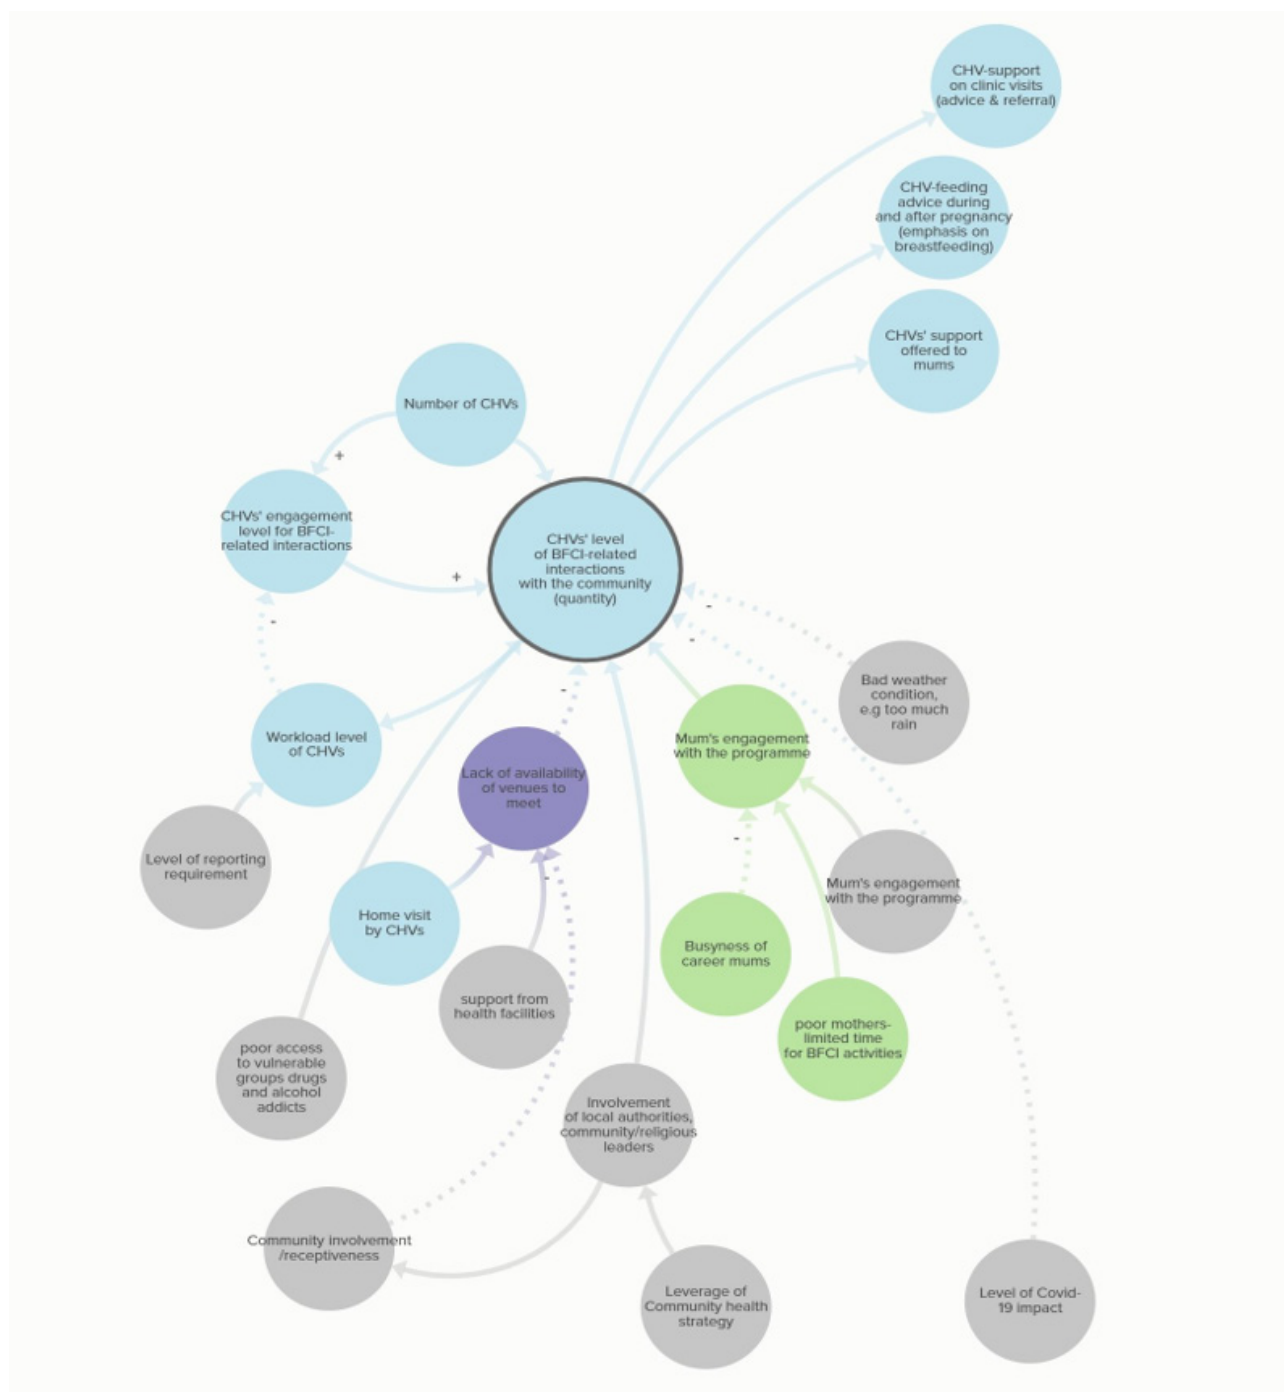 CHV-support
on clinic visits
(advice & referral)
CHV-feeding
advice during
and after pregnancy
(emphasis on
breastfeeding)
CHVs' support
offered to
mums
Number of CHVs
+
CHVs' engagement
level for BFCI-
related interactions
+
CHVs' level
of BFCI-related
interactions
with the community
(quantity)
-
-
-
-
Bad weather
condition,
e.g too much
rain
Workload level
of CHVs
Lack of availability
of venues to
meet
Mum's engagement
with the programme
Level of reporting
requirement
-
-
Home visit
by CHVs
Mum's engagement
with the programme
Busyness of
career mums
support from
health facilities
poor mothers-
limited time
for BFCI activities
poor access
to vulnerable
groups drugs
and alcohol
addicts
Involvement
of local authorities,
community/religious
leaders
Community involvement
/receptiveness
Leverage of
Community health
strategy
Level of Covid-
19 impact